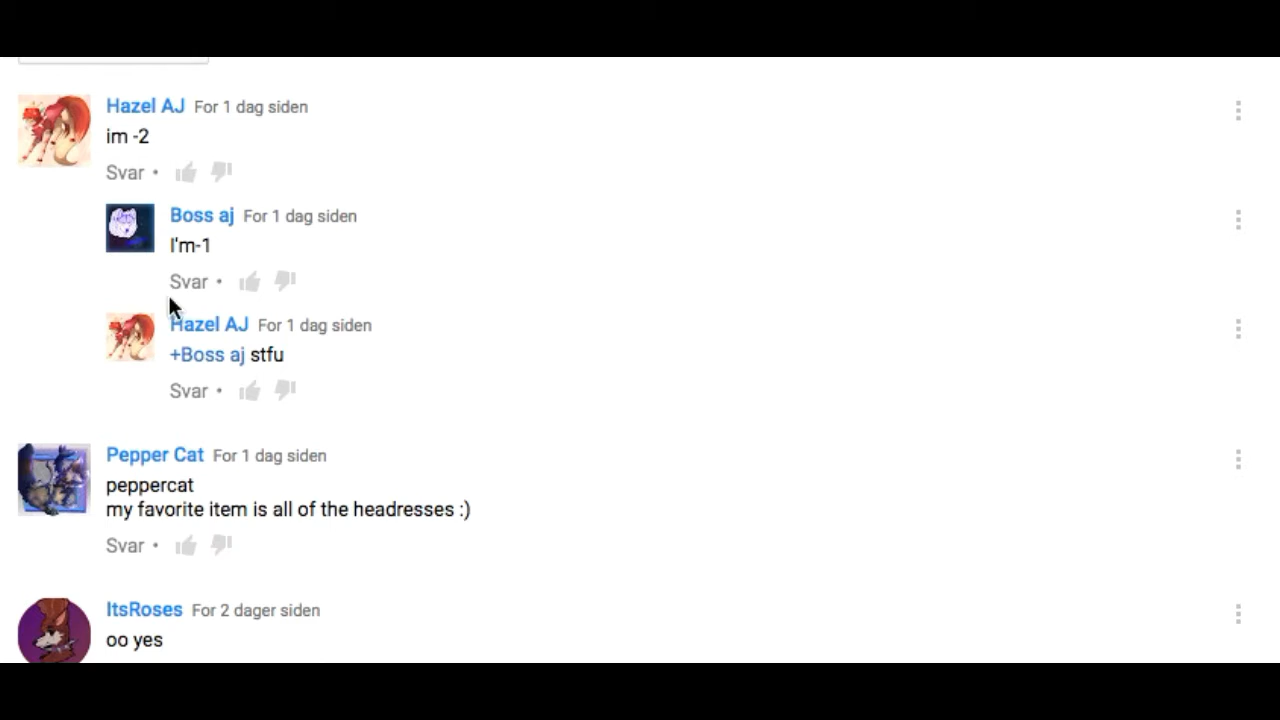 Hazel AJ For 1 dag siden
im -2
Svar •
Boss aj For 1 dag siden
I'm-1
Svar •
Hazel AJ For 1 dag siden
+Boss aj stfu
Svar •
Pepper Cat For 1 dag siden
peppercat
my favorite item is all of the headresses :)
Svar •
ItsRoses For 2 dager siden
oo yes